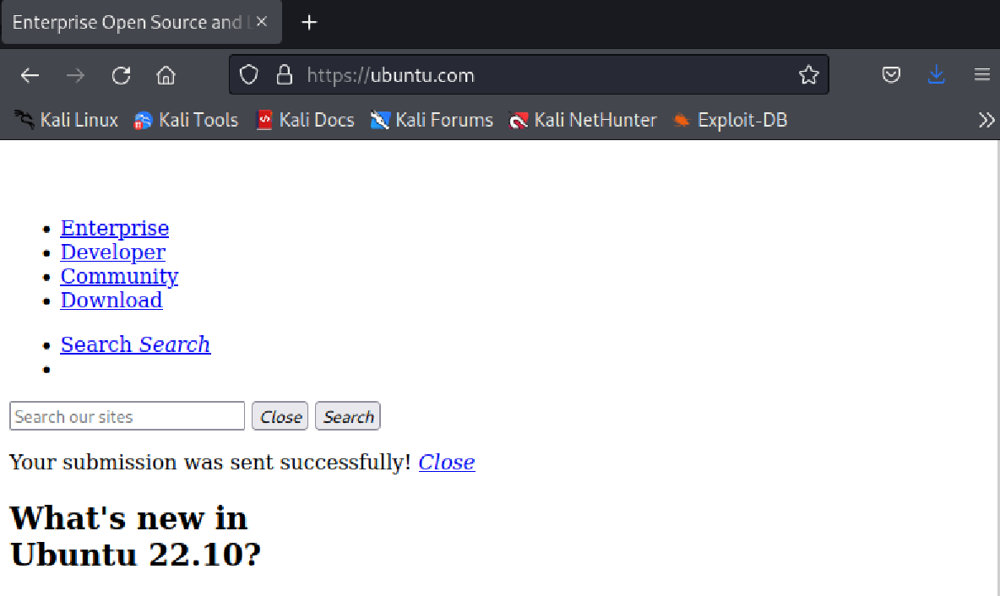 Enterprise Open Source and
https://ubuntu.com
Kali Linux Kali Tools Kali Docs Kali Forums Kali NetHunter Exploit-DB
Enterprise
Developer
Community
Download
Search Search
Search our sites Close Search
Your submission was sent successfully! Close
What's new in
Ubuntu 22.10?